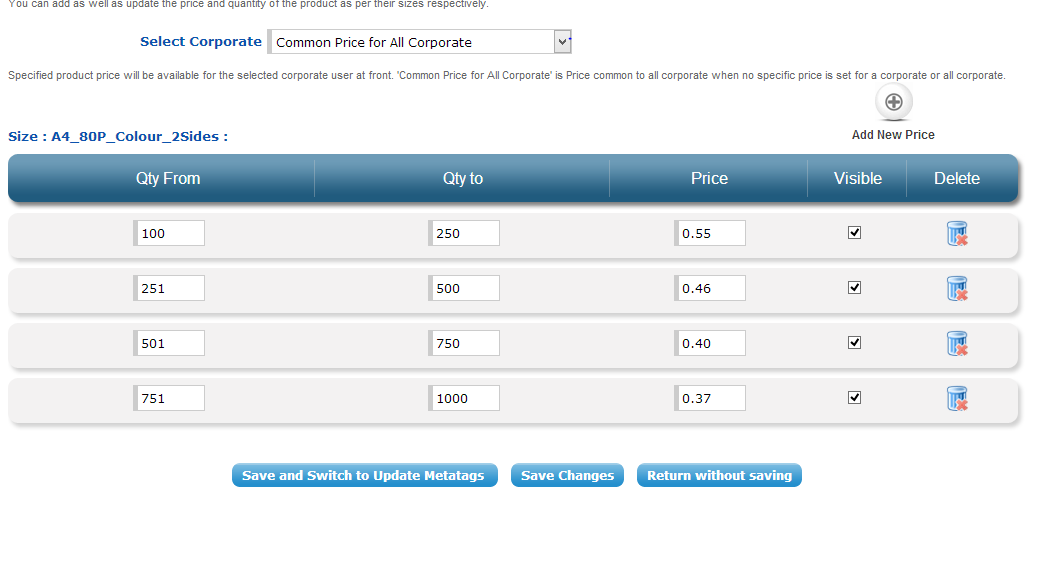 You can add as well as update the price and quantity of the product as per their sizes respectively.
Select Corporate Common Price for All Corporate
Specified product price will be available for the selected corporate user at front. 'Common Price for All Corporate' is Price common to all corporate when no specific price is set for a corporate or all corporate.
Add New Price
Size : A4_80P_Colour_2Sides :
Qty From Qty to Price Visible Delete
100 250 0.55
251 500 0.46
501 750 0.40
751 1000 0.37
Save and Switch to Update Metatags Save Changes Return without saving